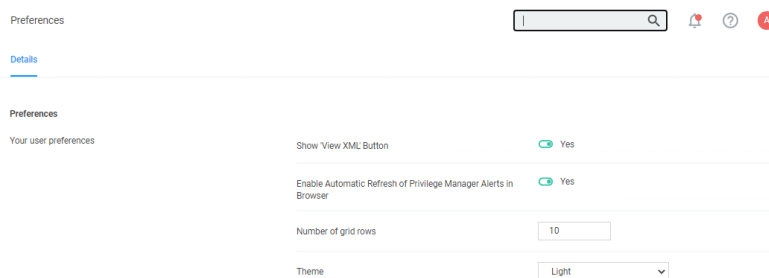 Preferences
A
Details
Preferences
Your user preferences
Show 'View XML' Button
Yes
Enable Automatic Refresh of Privilege Manager Alerts in
Browser
Yes
Number of grid rows
10
Theme
Light